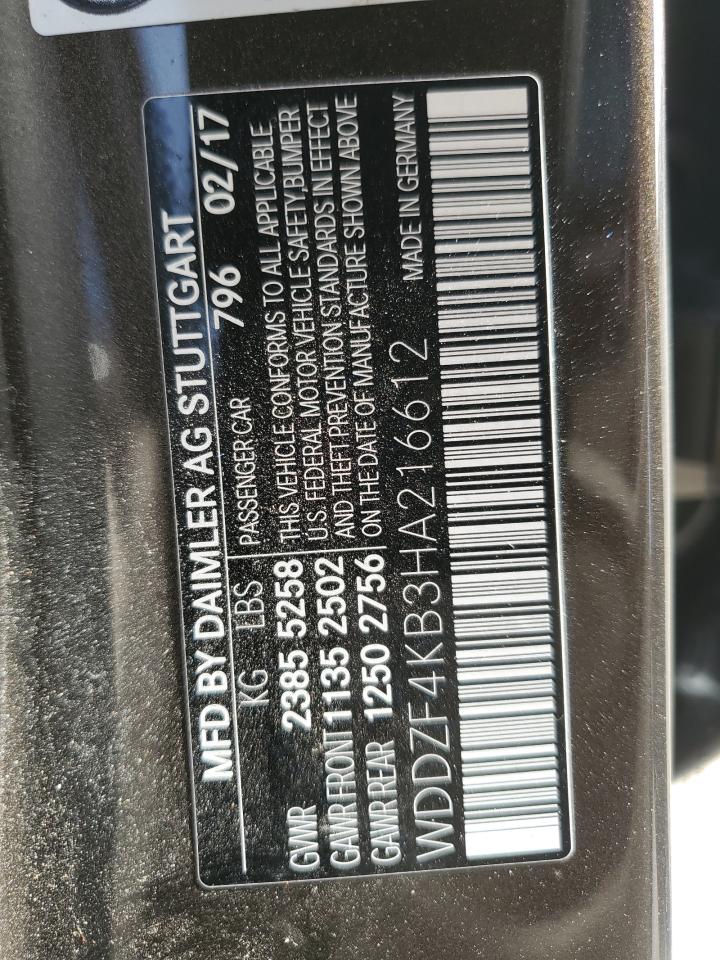 MFD BY DAIMLER AG STUTTGART
796 02/17
KG LBS PASSENGER CAR
GVWR 2385 5258 THIS VEHICLE CONFORMS TO ALL APPLICABLE
U.S. FEDERAL MOTOR VEHICLE SAFETY,BUMPER
GAWR FRONT 1135 2502 AND THEFT PREVENTION STANDARDS IN EFFECT
GAWR REAR 1250 2756 ON THE DATE OF MANUFACTURE SHOWN ABOVE
WDDZF4KB3HA216612 MADE IN GERMANY